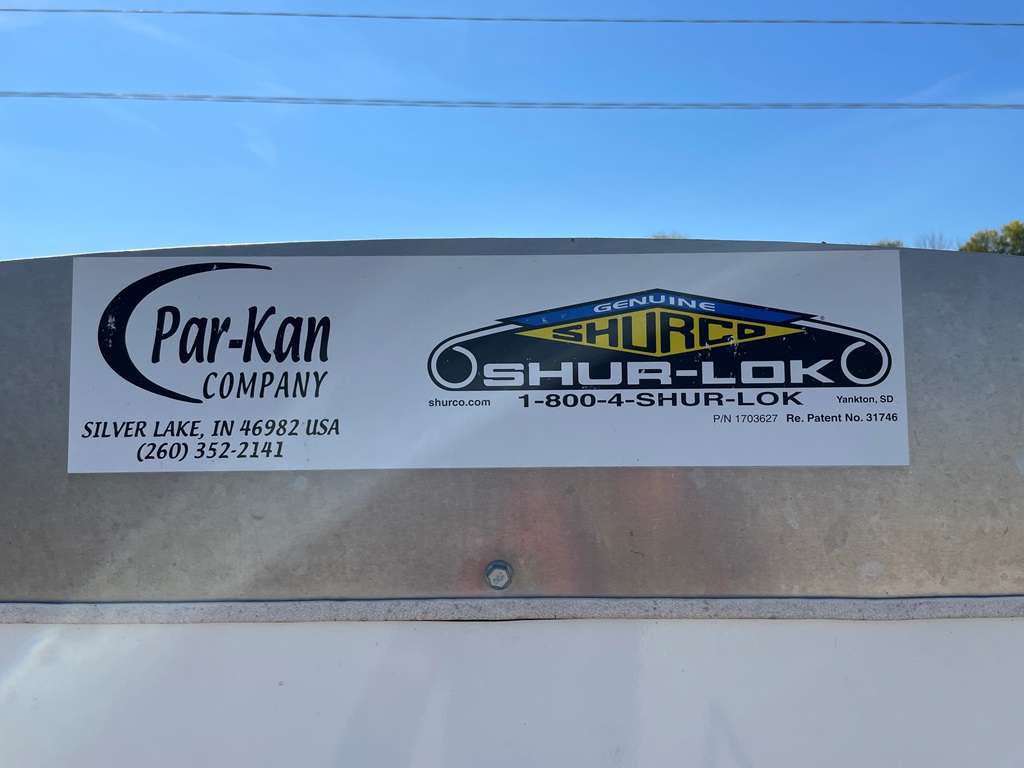 Par-Kan
COMPANY
SILVER LAKE, IN 46982 USA
(260) 352-2141
GENUINE
SHURCO
SHUR-LOK
shurco.com 1-800-4-SHUR-LOK Yankton, SD
P/N 1703627 Re. Patent No. 31746